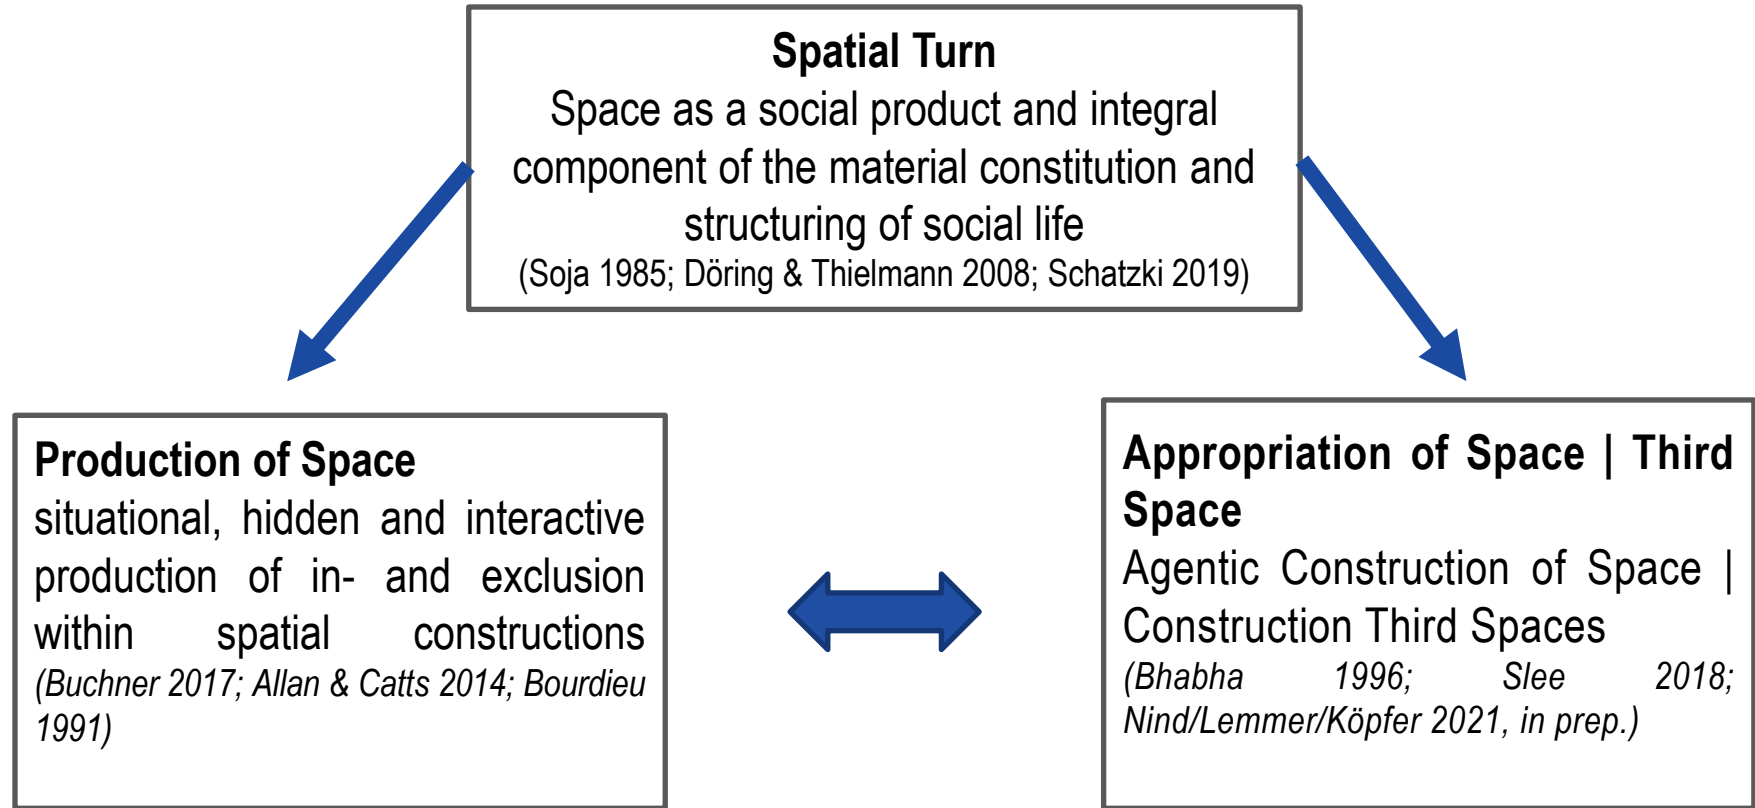 Spatial Turn
Space as a social product and integral
component of the material constitution and
structuring of social life
(Soja 1985; Döring & Thielmann 2008; Schatzki 2019)
Production of Space
situational, hidden and interactive
production of in- and exclusion
within spatial constructions
(Buchner 2017; Allan & Catts 2014; Bourdieu
1991)
Appropriation of Space | Third
Space
Agentic Construction of Space |
Construction Third Spaces
(Bhabha 1996; Slee 2018;
Nind/Lemmer/Köpfer 2021, in prep.)